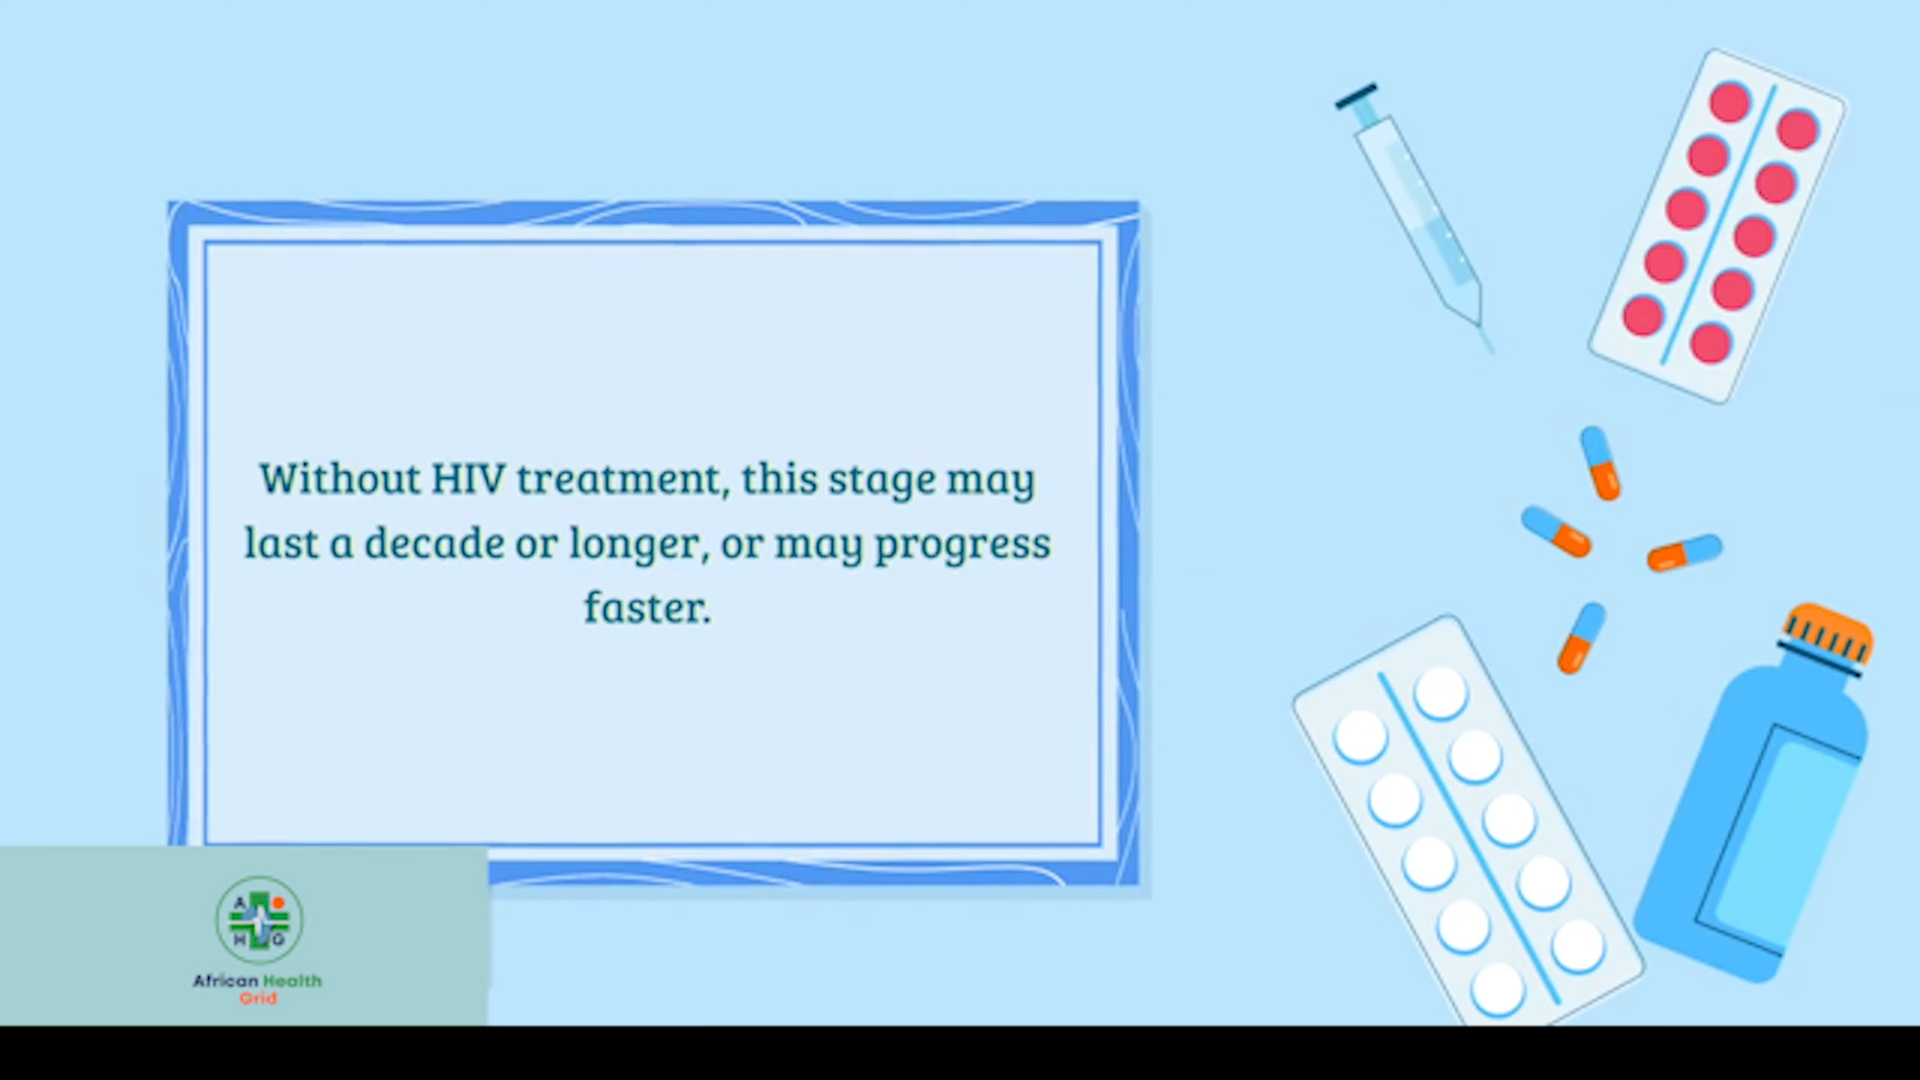 Without HIV treatment, this stage may
last a decade or longer, or may progress
faster.
A
H G
African Health
Grid